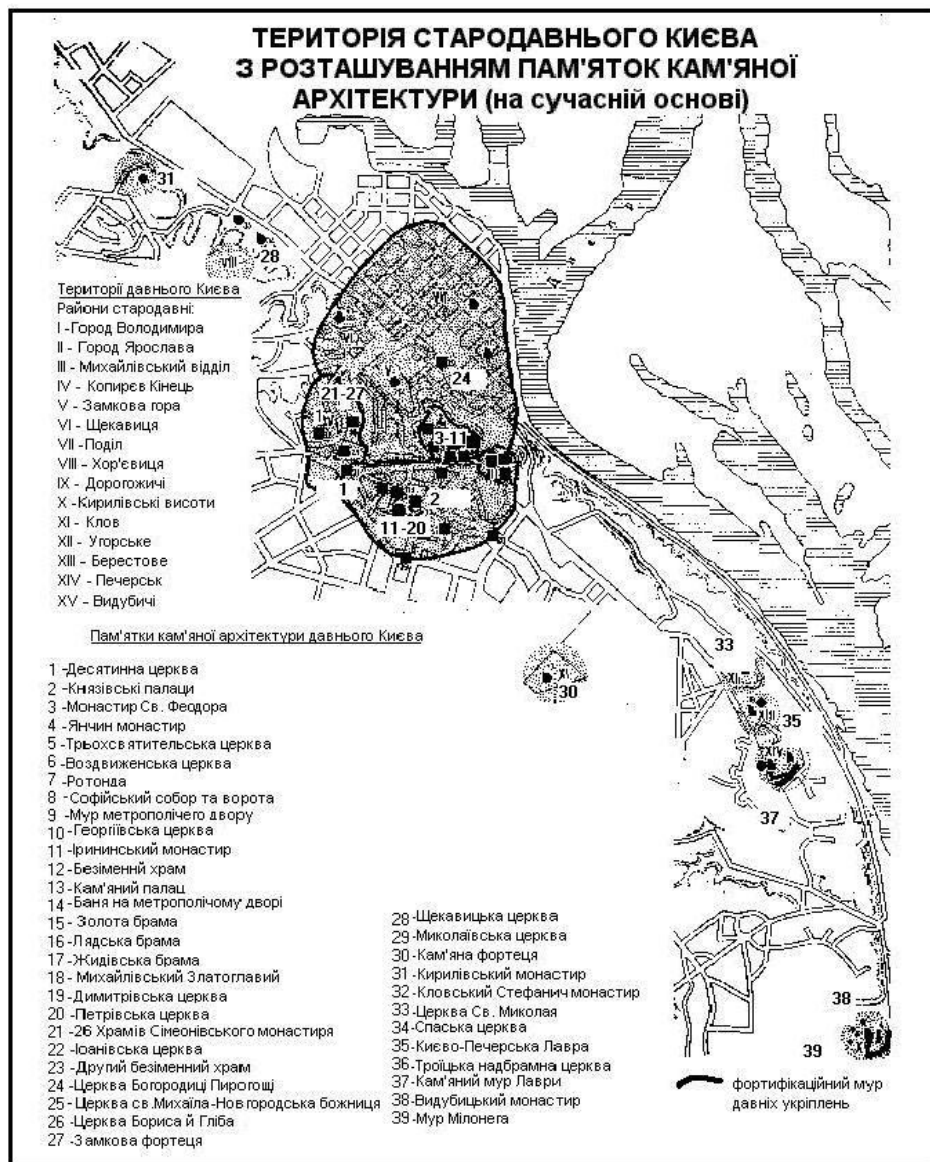 ТЕРИТОРІЯ СТАРОДАВНЬОГО КИЄВА
З РОЗТАШУВАННЯМ ПАМ'ЯТОК КАМ'ЯНОЇ
АРХІТЕКТУРИ (на сучасній основі)
31
28
VIII
Території давнього Києва
Райони стародавні:
I -Город Володимира
II - Город Ярослава
III - Михайлівський відділ
IV - Копирєв Кінець
V - Замкова гора
VI - Щекавиця
VII - Поділ
VIII - Хор'євиця
IX - Дорогожичі
X - Кирилівські висоти
XI - Клов
XII - Угорське
XIII - Берестове
XIV - Печерськ
XV - Видубичі
VII
VI
V
24
21-27
3-11
1
2
11-20
XI
30
33
XII
XIII
35
XIV
37
38
39
Пам'ятки кам'яної архітектури давнього Києва
1 -Десятинна церква
2 -Князівські палаци
3 -Монастир Св. Феодора
4 -Янчин монастир
5 -Трьохсвятительська церква
6 -Воздвиженська церква
7 -Ротонда
8 -Софійський собор та ворота
9 -Мур метрополічего двору
10 -Георгіївська церква
11 -Ірининський монастир
12 -Безіменнй храм
13 -Кам'яний палац
14 -Баня на метрополічому дворі
15 - Золота брама
16 -Лядська брама
17 -Жидівська брама
18 - Михайлівський Златоглавий
19 -Димитрівська церква
20 -Петрівська церква
21 -26 Храмів Сімеонівського монастиря
22 -Іоанівська церква
23 -Другий безіменний храм
24 -Церква Богородиці Пирогощі
25 -Церква св.Михаїла-Новгородська божниця
26 -Церква Бориса й Гліба
27 -Замкова фортеця
28 -Щекавицька церква
29 -Миколаївська церква
30 -Кам'яна фортеця
31 -Кирилівський монастир
32 -Кловський Стефанич монастир
33 -Церква Св. Миколая
34 -Спаська церква
35 -Києво-Печерська Лавра
36 -Троїцька надбрамна церква
37 -Кам'яний мур Лаври
38 -Видубицький монастир
39 -Мур Мілонега
фортифікаційний мур
давніх укріплень